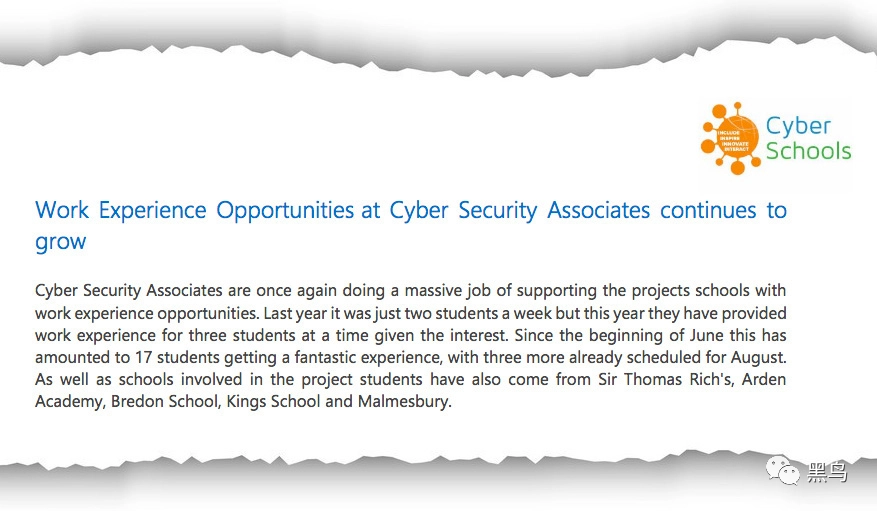 Cyber
Schools
INCLUDE
INSPIRE
INNOVATE
INTERACT
Work Experience Opportunities at Cyber Security Associates continues to
grow
Cyber Security Associates are once again doing a massive job of supporting the projects schools with
work experience opportunities. Last year it was just two students a week but this year they have provided
work experience for three students at a time given the interest. Since the beginning of June this has
amounted to 17 students getting a fantastic experience, with three more already scheduled for August.
As well as schools involved in the project students have also come from Sir Thomas Rich's, Arden
Academy, Bredon School, Kings School and Malmesbury.
黑鸟